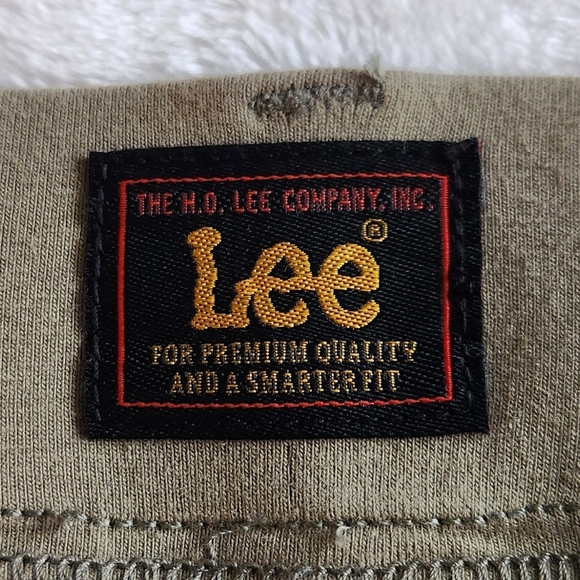 THE H.D. LEE COMPANY, INC.
Lee®
FOR PREMIUM QUALITY
AND A SMARTER FIT